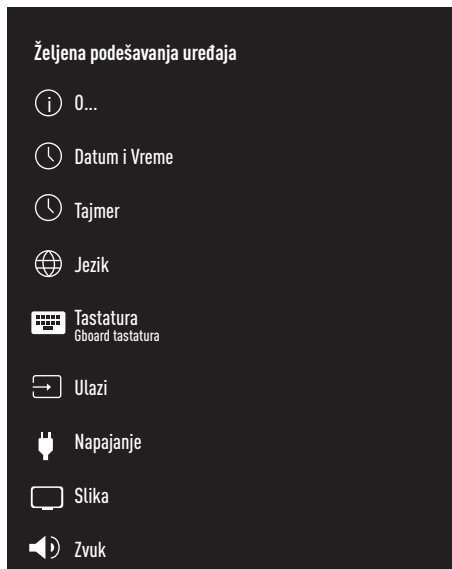 Željena podešavanja uređaja
O...
Datum i Vreme
Tajmer
Jezik
Tastatura
Gboard tastatura
Ulazi
Napajanje
Slika
Zvuk